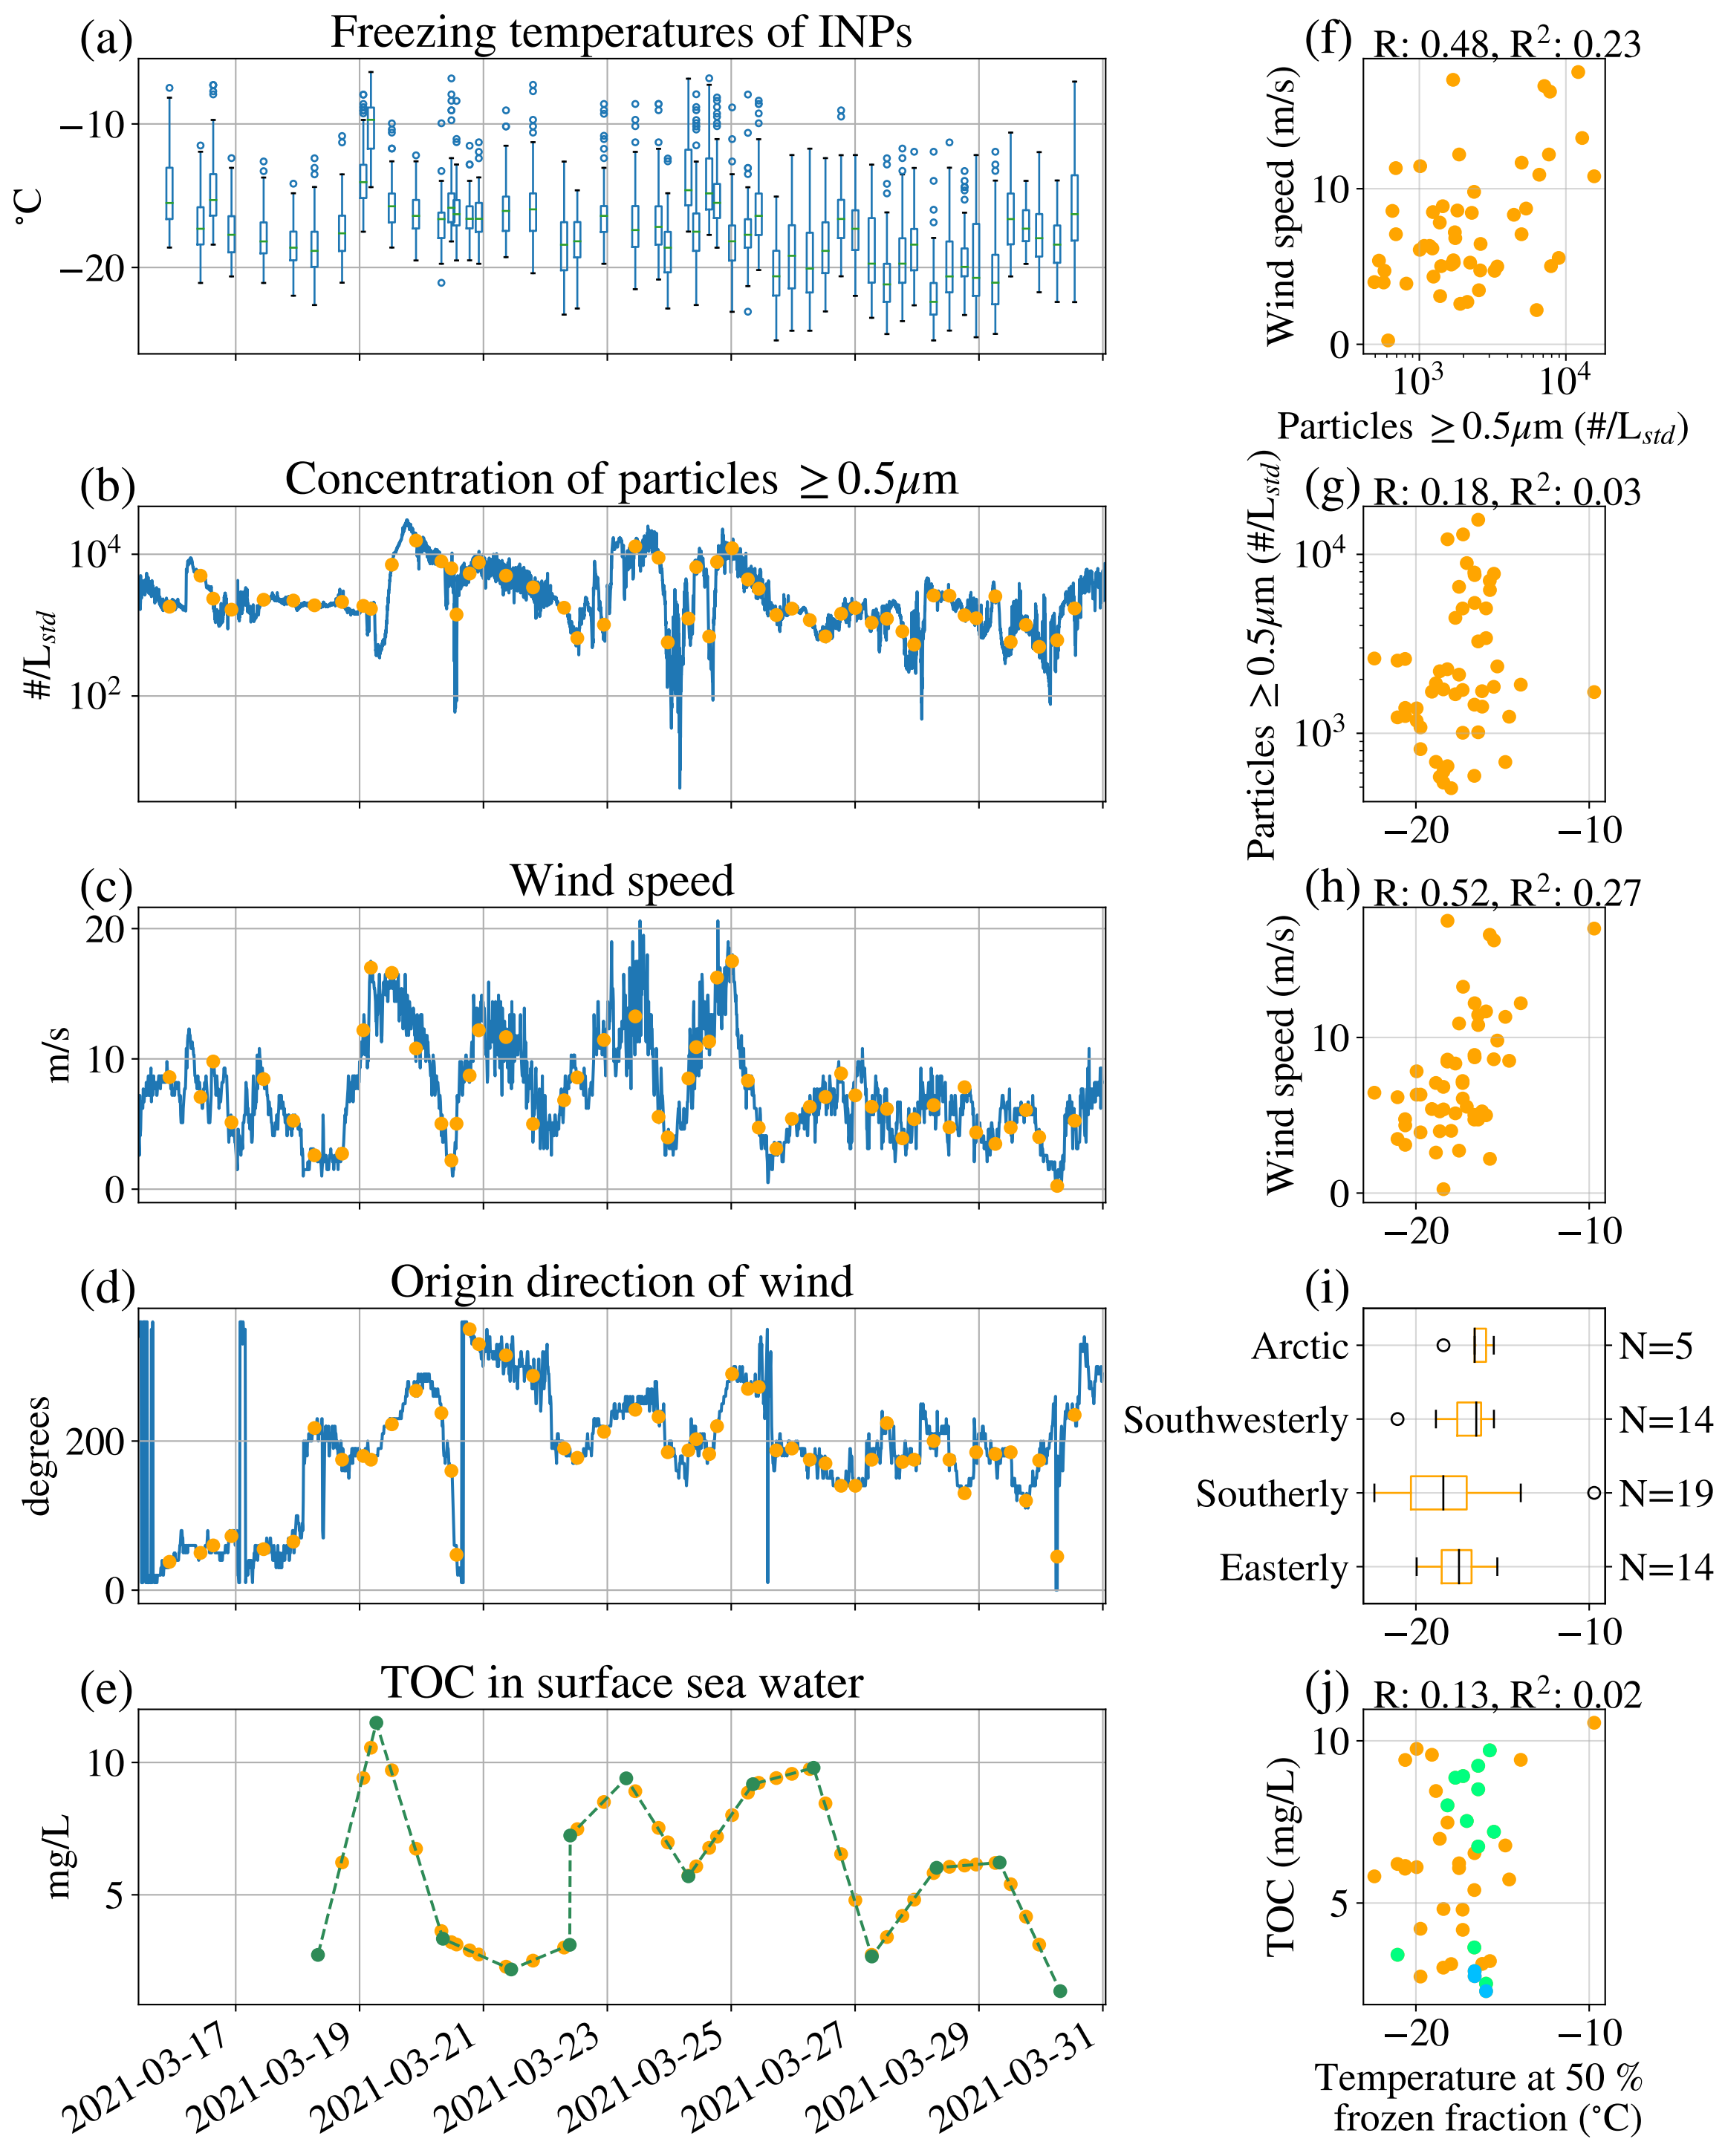 (a) Freezing temperatures of INPs
°C
−10
−20
(b) Concentration of particles ≥0.5μm
#/L_std
10⁴
10²
(c) Wind speed
m/s
20
10
0
(d) Origin direction of wind
degrees
200
0
(e) TOC in surface sea water
mg/L
10
5
2021-03-17
2021-03-19
2021-03-21
2021-03-23
2021-03-25
2021-03-27
2021-03-29
2021-03-31
(f) R: 0.48, R²: 0.23
Wind speed (m/s)
10
0
10³ 10⁴
Particles ≥0.5μm (#/L_std)
(g) R: 0.18, R²: 0.03
Particles ≥0.5μm (#/L_std)
10⁴
10³
−20 −10
(h) R: 0.52, R²: 0.27
Wind speed (m/s)
10
0
−20 −10
(i)
Arctic N=5
Southwesterly N=14
Southerly N=19
Easterly N=14
−20 −10
(j) R: 0.13, R²: 0.02
TOC (mg/L)
10
5
−20 −10
Temperature at 50 %
frozen fraction (°C)